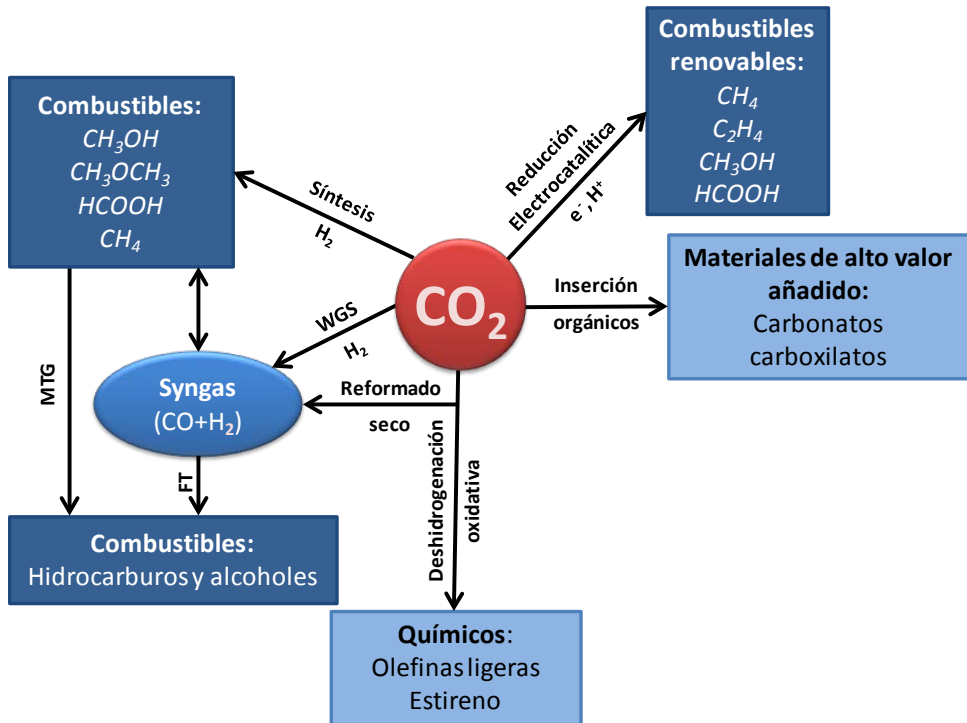 Combustibles
renovables:
CH₄
C₂H₄
CH₃OH
HCOOH
Combustibles:
CH₃OH
CH₃OCH₃
HCOOH
CH₄
Reducción
Electrocatalítica
e⁻, H⁺
Síntesis
H₂
CO₂
Inserción
orgánicos
Materiales de alto valor
añadido:
Carbonatos
carboxilatos
WGS
H₂
MTG
Syngas
(CO+H₂)
Reformado
seco
FT
Deshidrogenación
oxidativa
Combustibles:
Hidrocarburos y alcoholes
Químicos:
Olefinas ligeras
Estireno